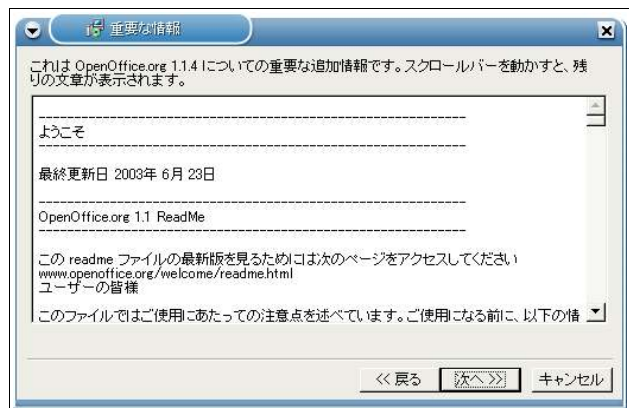 重要な情報
これは OpenOffice.org 1.1.4 についての重要な追加情報です。スクロールバーを動かすと、残
りの文章が表示されます。
--------------------------------------------------------------------
ようこそ
--------------------------------------------------------------------
最終更新日 2003年 6月 23日
--------------------------------------------------------------------
OpenOffice.org 1.1 ReadMe
--------------------------------------------------------------------
この readme ファイルの最新版を見るためには次のページをアクセスしてください
www.openoffice.org/welcome/readme.html
ユーザーの皆様
このファイルではご使用にあたっての注意点を述べています。ご使用になる前に、以下の情
<< 戻る
次へ >>
キャンセル